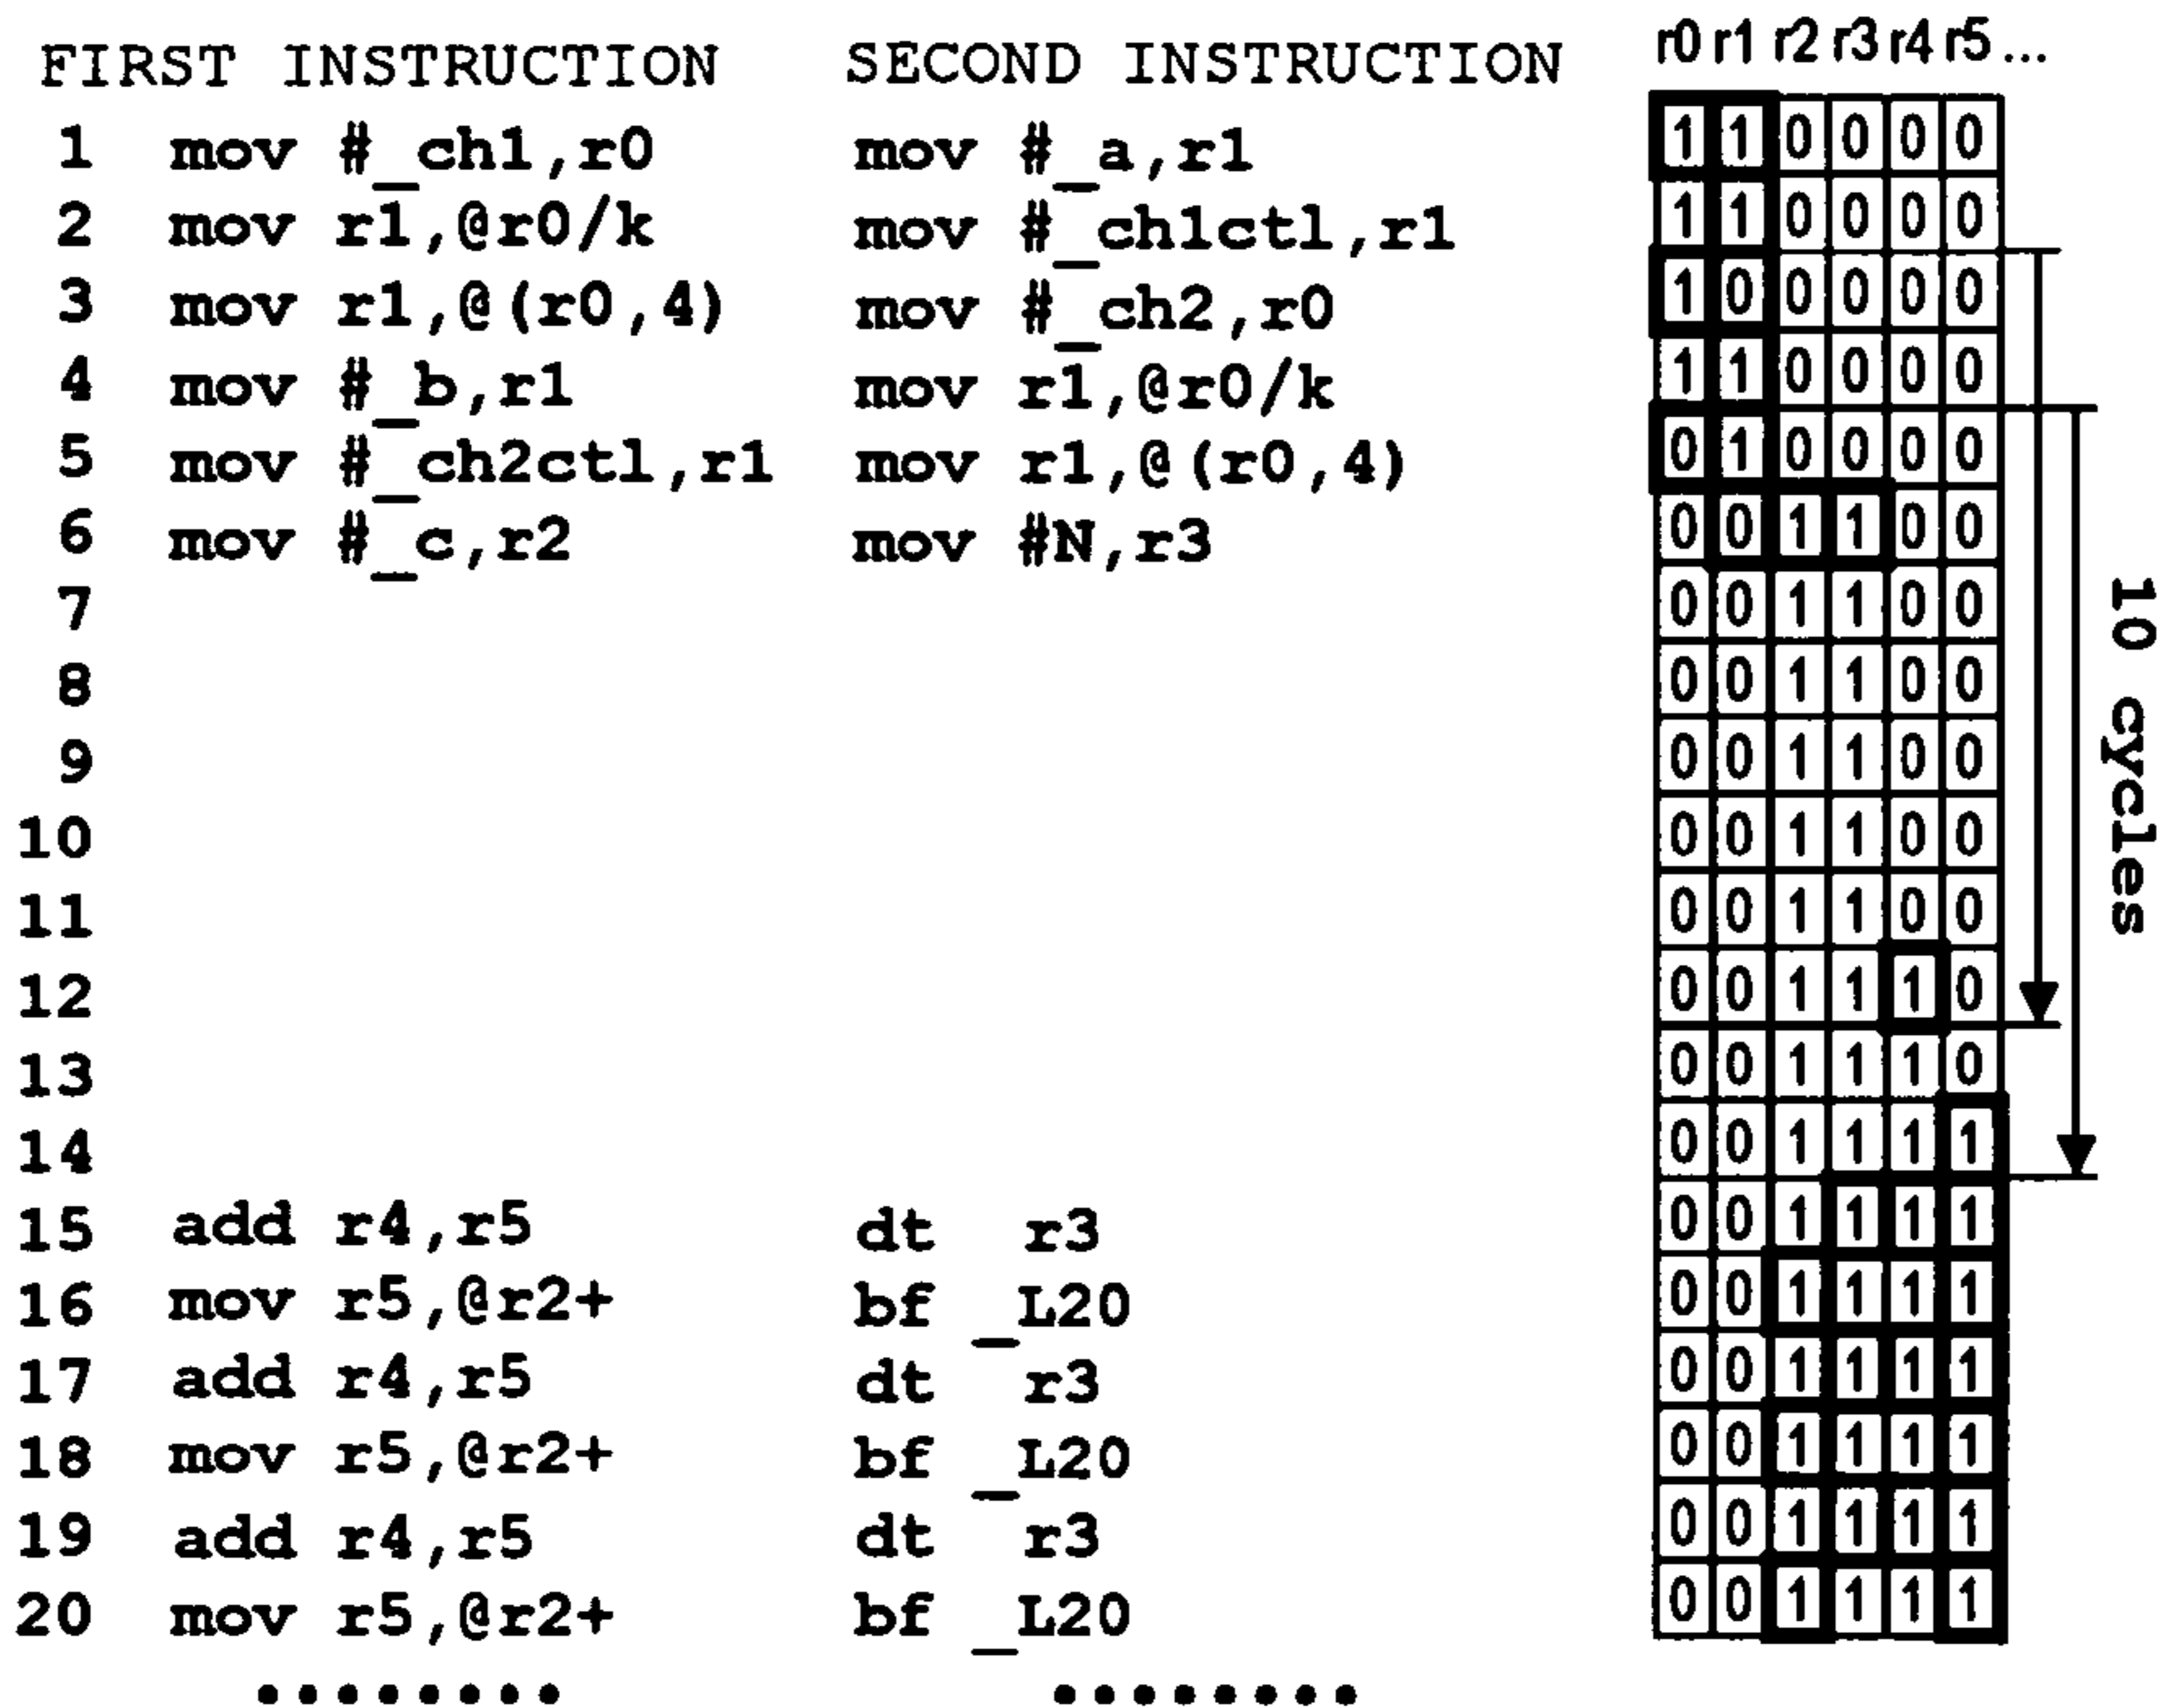 FIRST INSTRUCTION SECOND INSTRUCTION r0 r1 r2 r3 r4 r5...
1 mov #_ch1,r0 mov #_a,r1 1 1 0 0 0 0
2 mov r1,@r0/k mov #_ch1ctl,r1 1 1 0 0 0 0
3 mov r1,@(r0,4) mov #_ch2,r0 1 0 0 0 0 0
4 mov #_b,r1 mov r1,@r0/k 1 1 0 0 0 0
5 mov #_ch2ctl,r1 mov r1,@(r0,4) 0 1 0 0 0 0
6 mov #_c,r2 mov #N,r3 0 0 1 1 0 0
7 0 0 1 1 0 0
8 0 0 1 1 0 0
9 0 0 1 1 0 0
10 0 0 1 1 0 0
11 0 0 1 1 0 0
12 0 0 1 1 1 0
13 0 0 1 1 1 0
14 0 0 1 1 1 1
15 add r4,r5 dt r3 0 0 1 1 1 1
16 mov r5,@r2+ bf _L20 0 0 1 1 1 1
17 add r4,r5 dt r3 0 0 1 1 1 1
18 mov r5,@r2+ bf _L20 0 0 1 1 1 1
19 add r4,r5 dt r3 0 0 1 1 1 1
20 mov r5,@r2+ bf _L20 0 0 1 1 1 1
........ ........
10 cycles